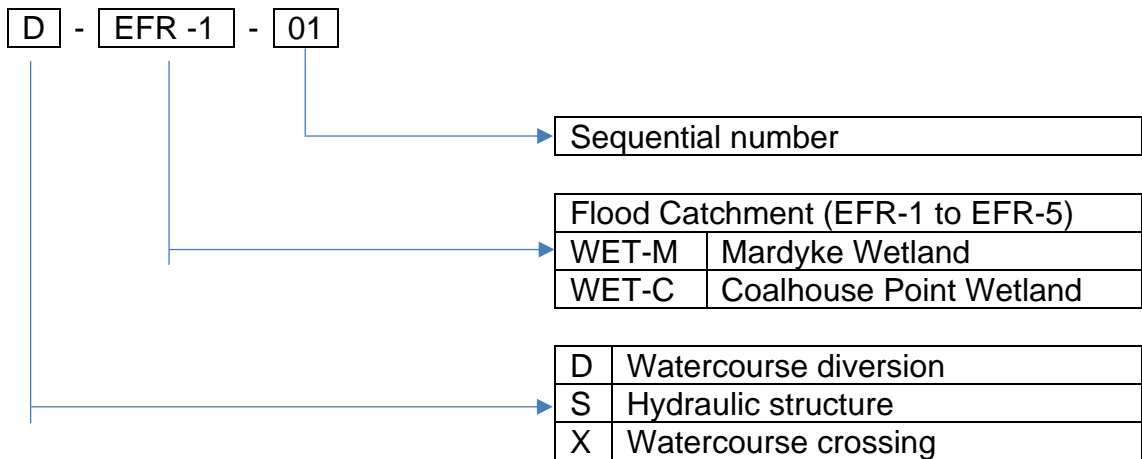 D - EFR -1 - 01
Sequential number
Flood Catchment (EFR-1 to EFR-5)
WET-M Mardyke Wetland
WET-C Coalhouse Point Wetland
D Watercourse diversion
S Hydraulic structure
X Watercourse crossing